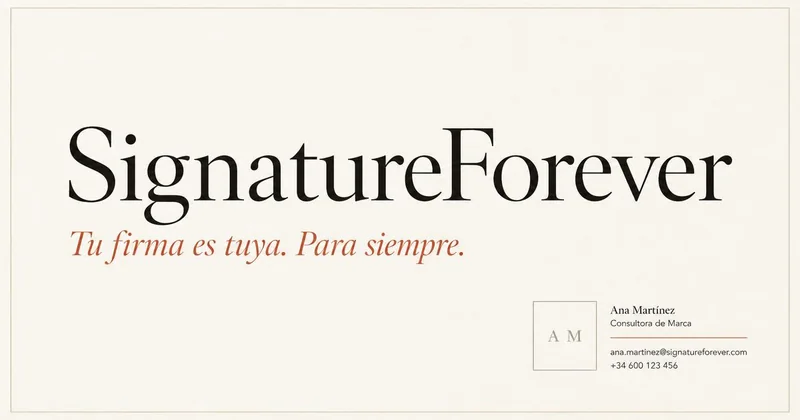 SignatureForever
Tu firma es tuya. Para siempre.
A M
Ana Martínez
Consultora de Marca
ana.martinez@signatureforever.com
+34 600 123 456